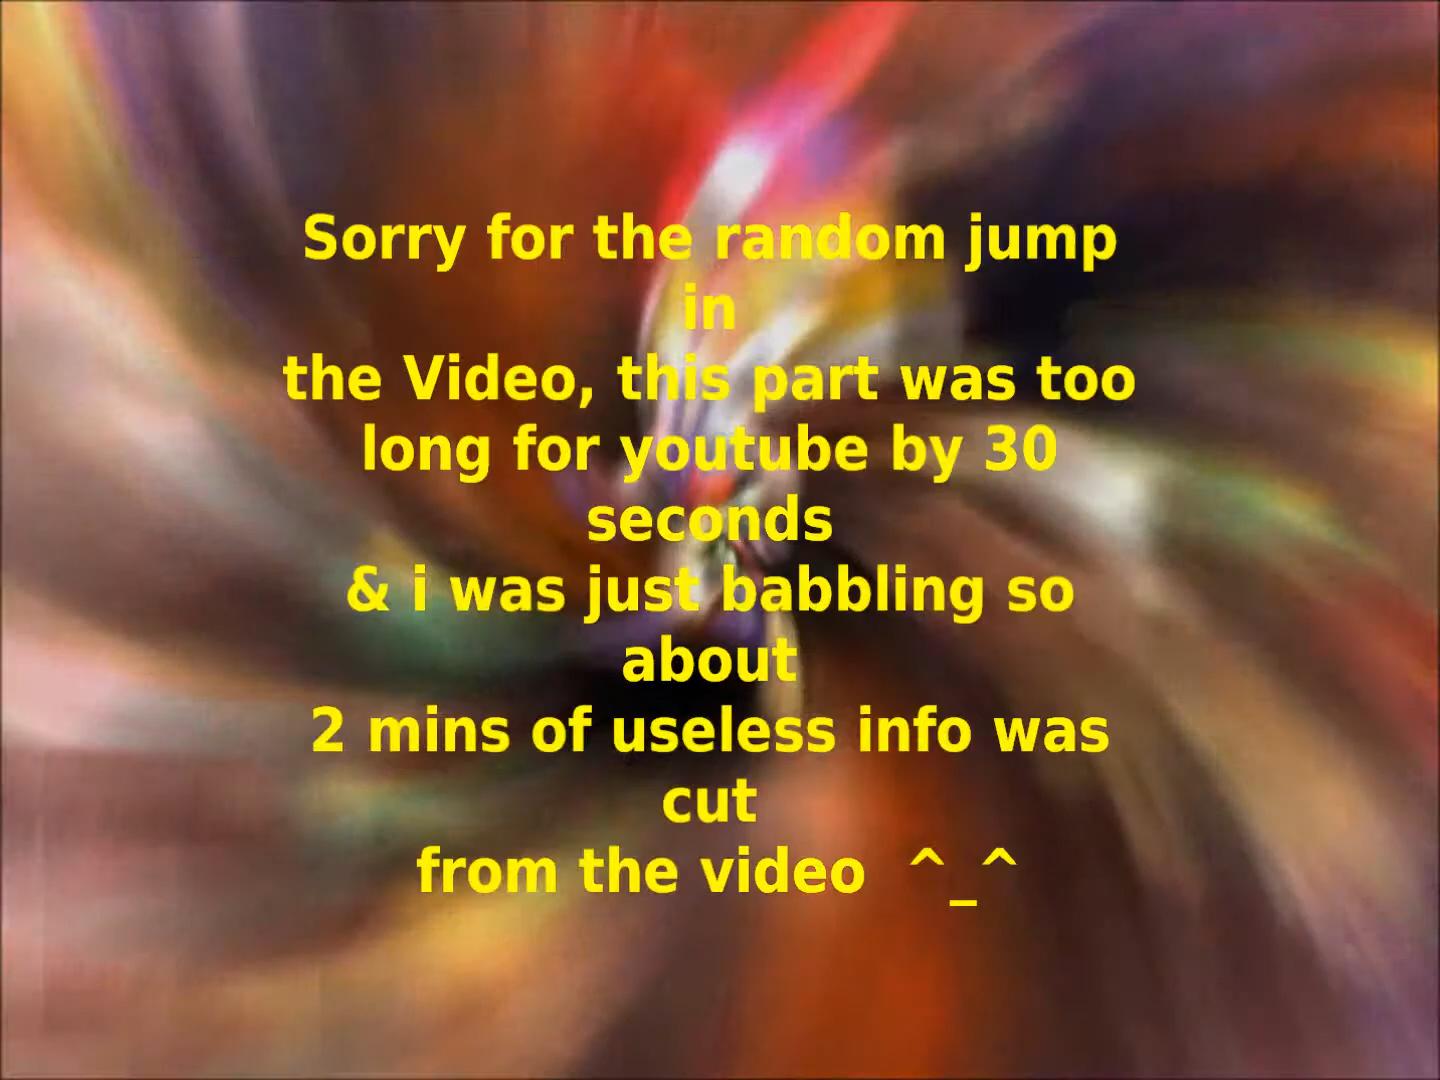 Sorry for the random jump
in
the Video, this part was too
long for youtube by 30
seconds
& i was just babbling so
about
2 mins of useless info was
cut
from the video  ^_^